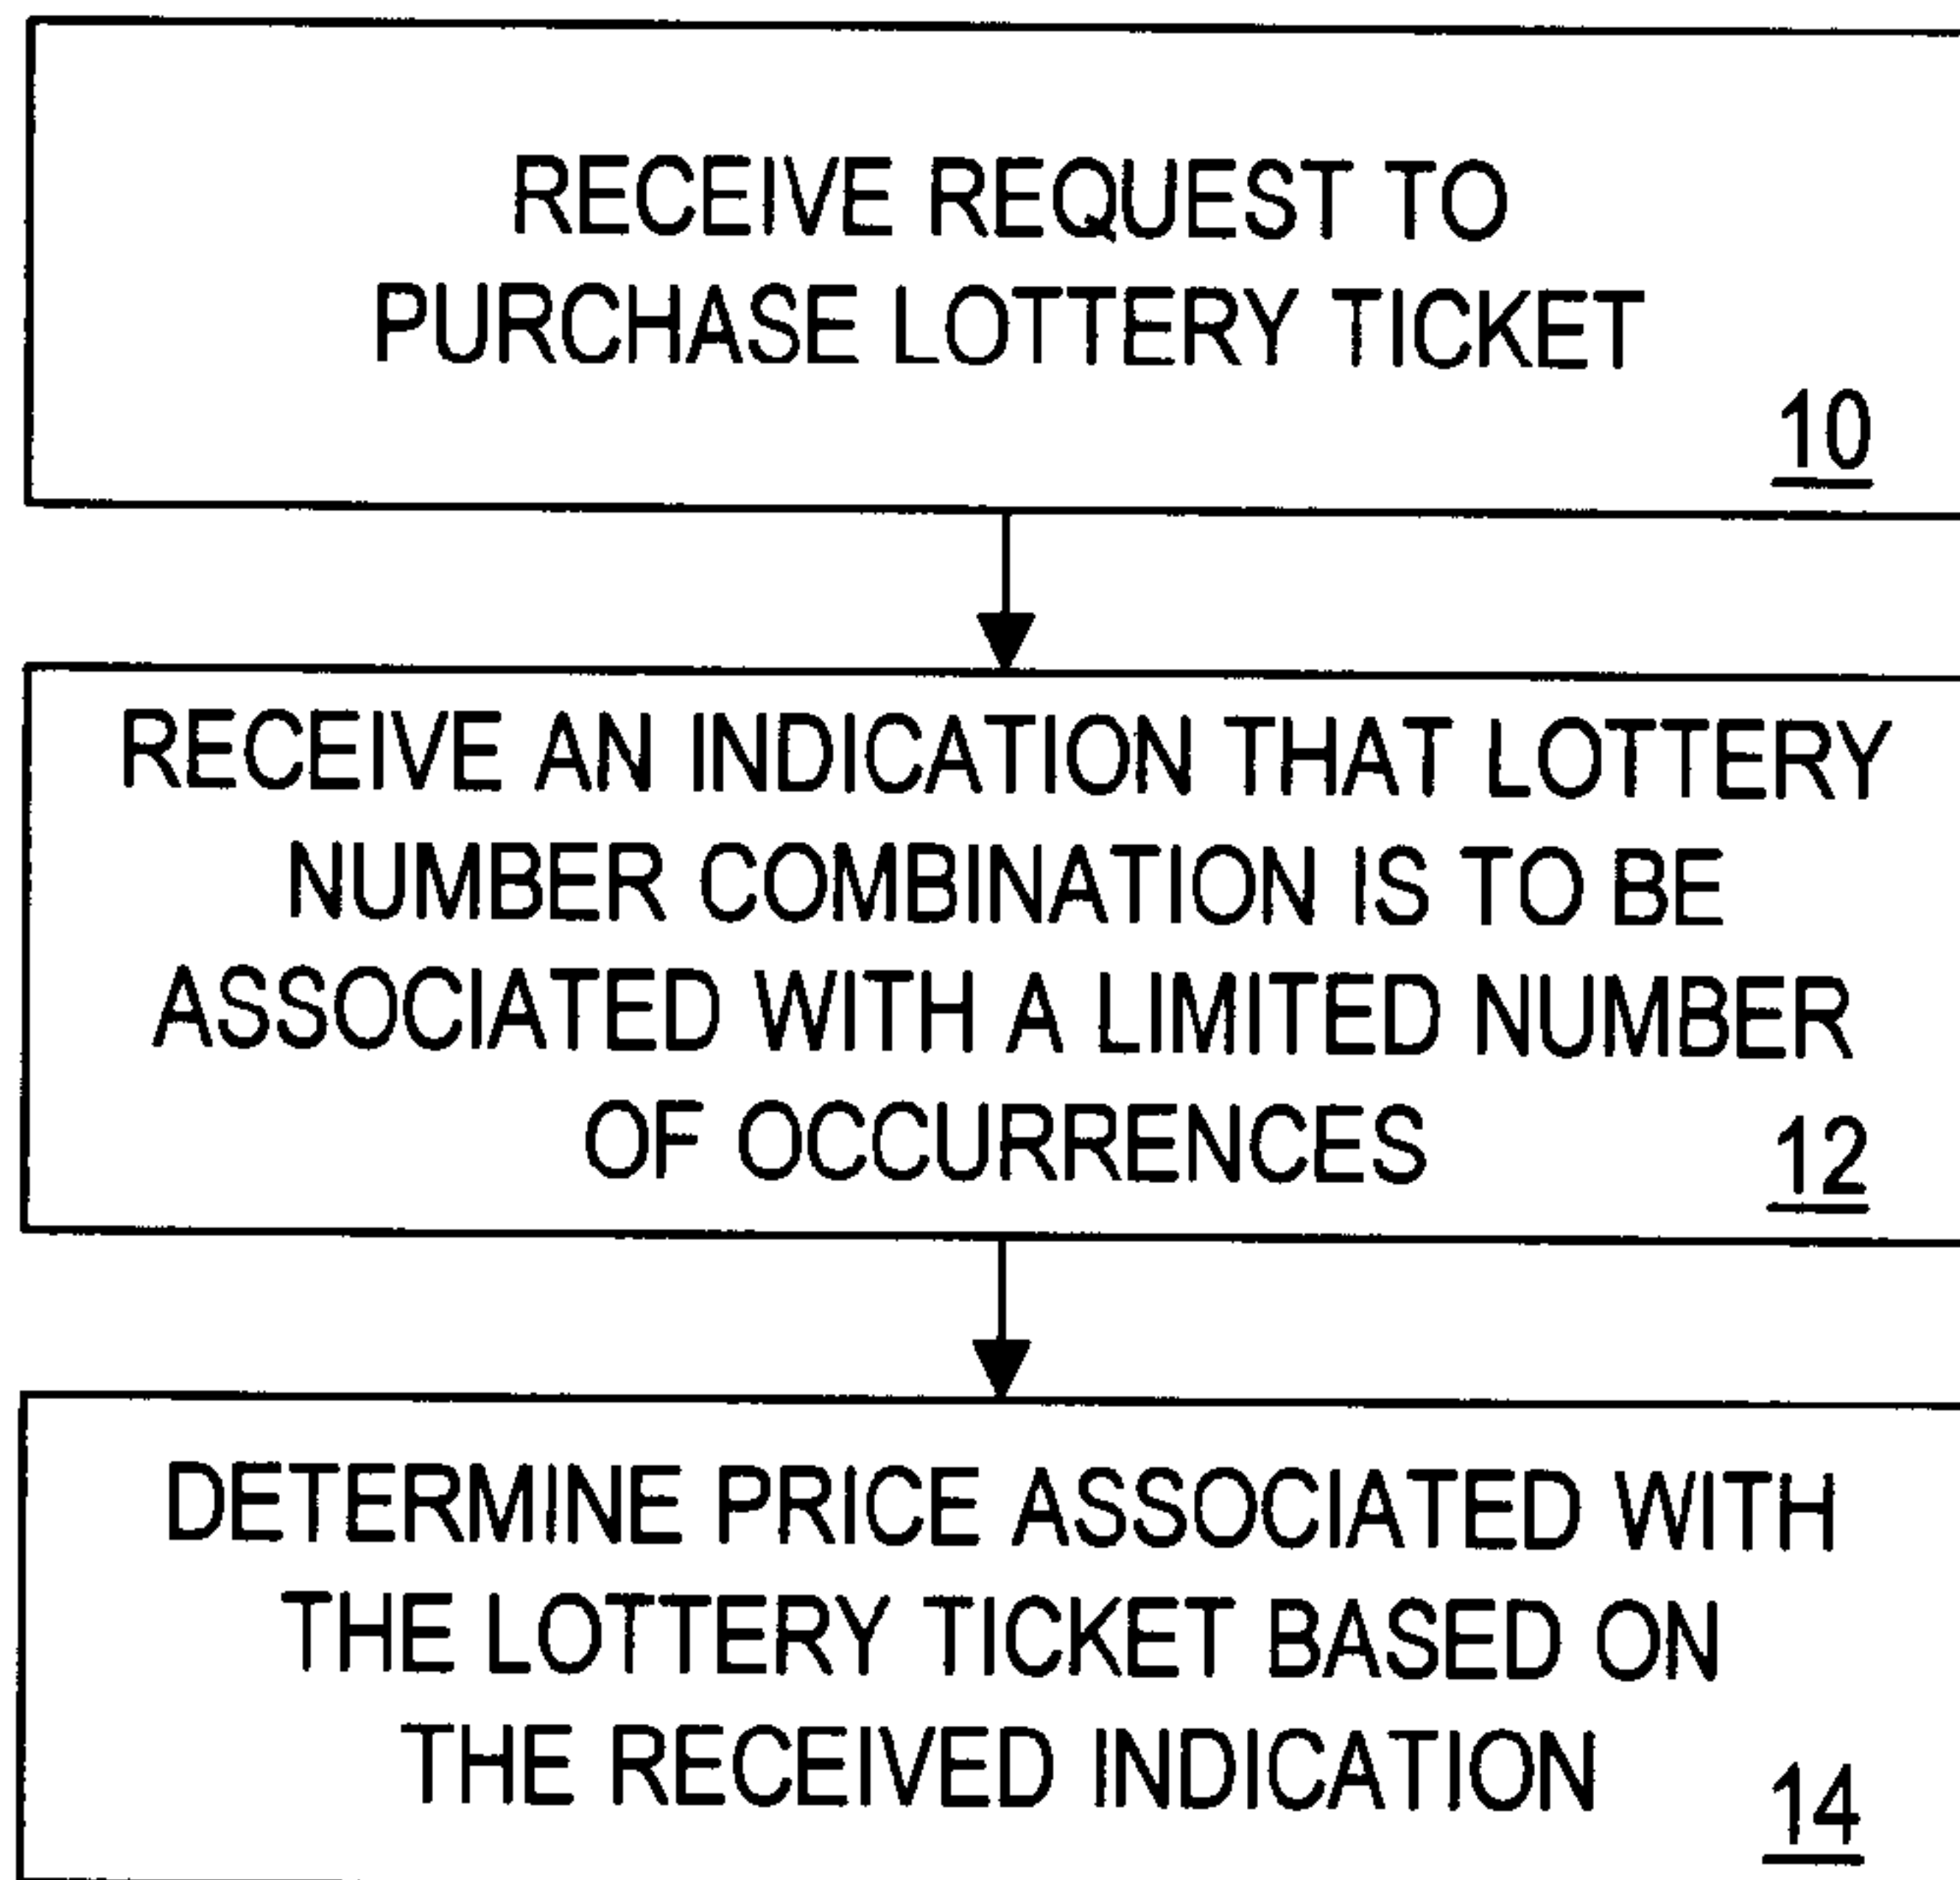 RECEIVE REQUEST TO
PURCHASE LOTTERY TICKET
10
RECEIVE AN INDICATION THAT LOTTERY
NUMBER COMBINATION IS TO BE
ASSOCIATED WITH A LIMITED NUMBER
OF OCCURRENCES 12
DETERMINE PRICE ASSOCIATED WITH
THE LOTTERY TICKET BASED ON
THE RECEIVED INDICATION
14